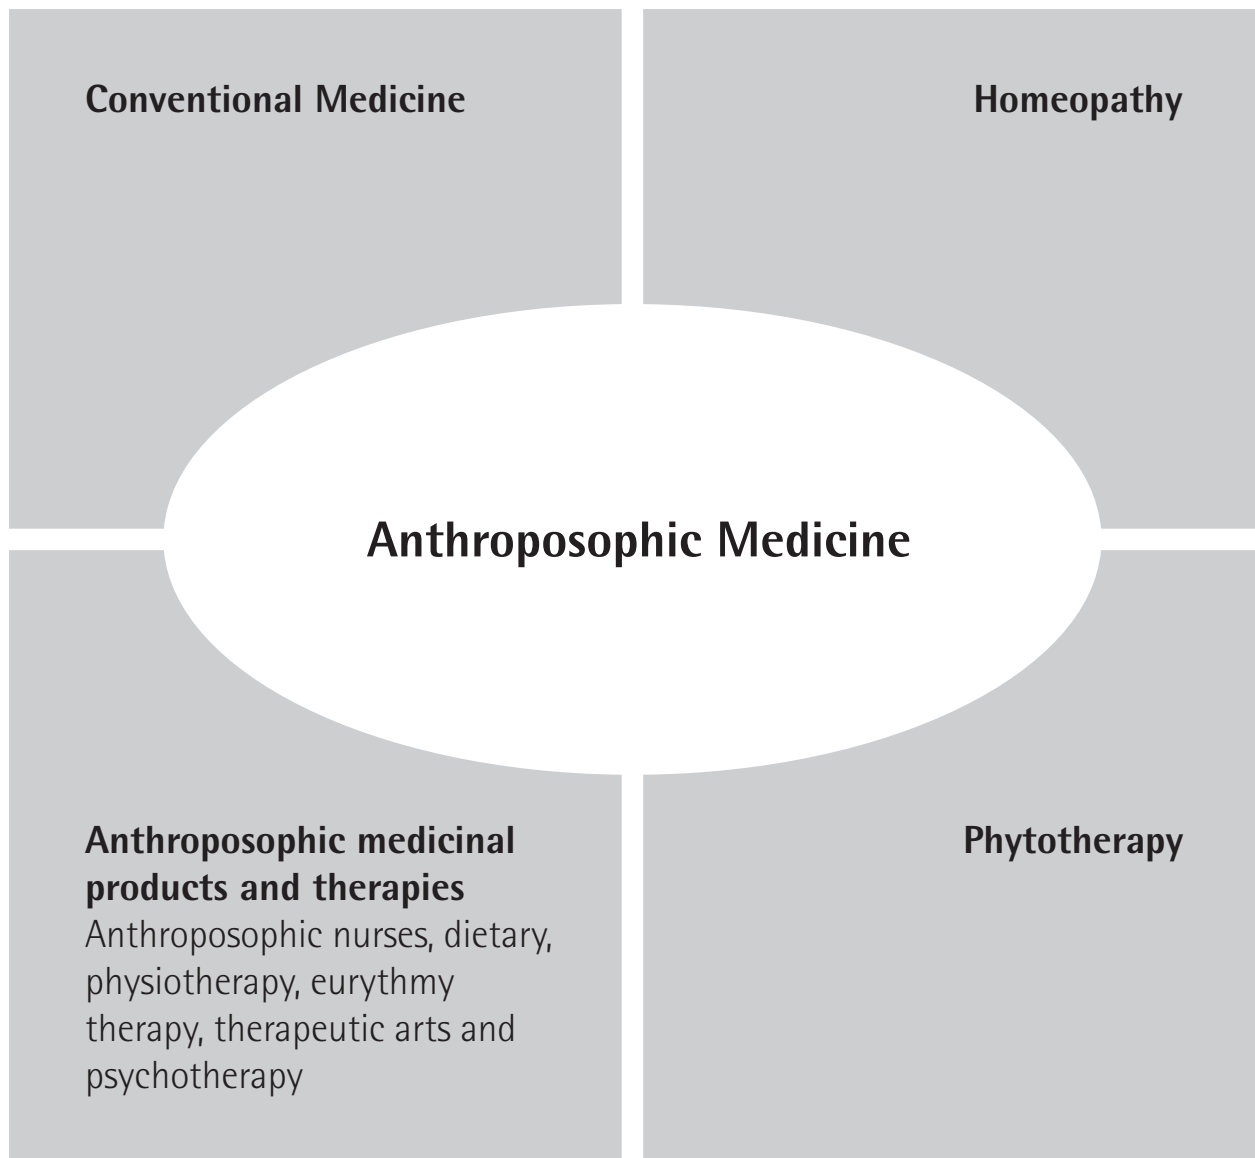 Conventional Medicine
Homeopathy
Anthroposophic Medicine
Anthroposophic medicinal
products and therapies
Anthroposophic nurses, dietary,
physiotherapy, eurythmy
therapy, therapeutic arts and
psychotherapy
Phytotherapy